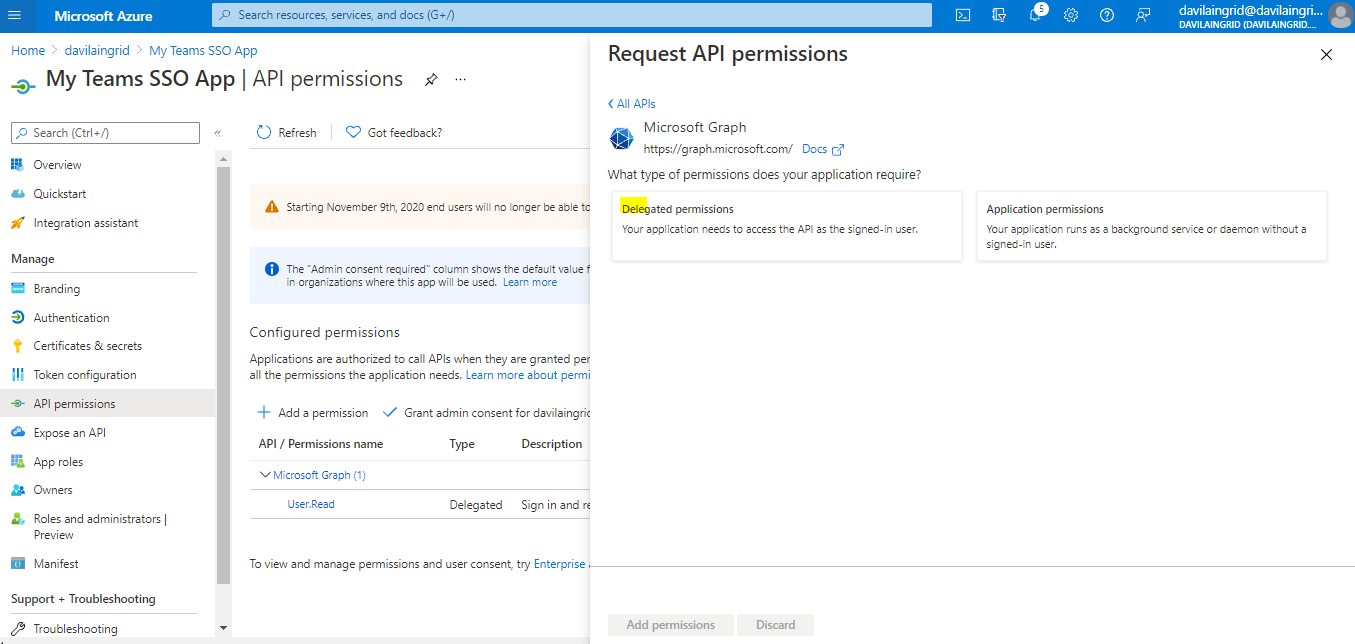 Microsoft Azure
Search resources, services, and docs (G+/)
5
davilaingrid@davilaingri...
DAVILAINGRID (DAVILAINGRID....
Home > davilaingrid > My Teams SSO App
My Teams SSO App | API permissions
Search (Ctrl+/)
«
Overview
Quickstart
Integration assistant
Manage
Branding
Authentication
Certificates & secrets
Token configuration
API permissions
Expose an API
App roles
Owners
Roles and administrators |
Preview
Manifest
Support + Troubleshooting
Troubleshooting
Refresh
Got feedback?
Starting November 9th, 2020 end users will no longer be able to
The "Admin consent required" column shows the default value f
in organizations where this app will be used. Learn more
Configured permissions
Applications are authorized to call APIs when they are granted per
all the permissions the application needs. Learn more about permi
Add a permission
Grant admin consent for davilaingrid
API / Permissions name Type Description
Microsoft Graph (1)
User.Read Delegated Sign in and re
To view and manage permissions and user consent, try Enterprise a
Request API permissions
All APIs
Microsoft Graph
https://graph.microsoft.com/ Docs
What type of permissions does your application require?
Delegated permissions
Your application needs to access the API as the signed-in user.
Application permissions
Your application runs as a background service or daemon without a
signed-in user.
Add permissions
Discard